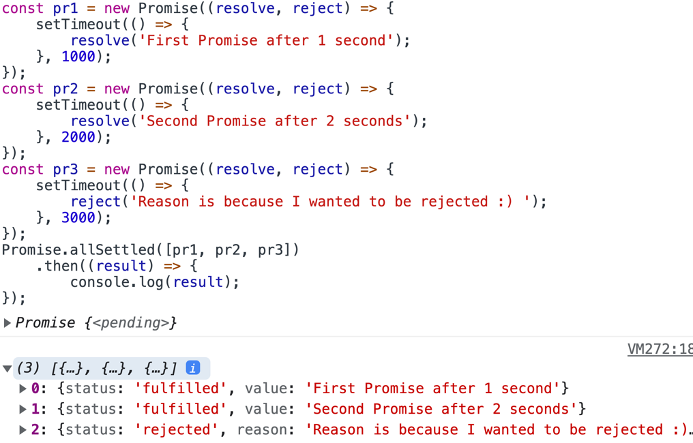 const pr1 = new Promise((resolve, reject) => {
    setTimeout(() => {
        resolve('First Promise after 1 second');
    }, 1000);
});
const pr2 = new Promise((resolve, reject) => {
    setTimeout(() => {
        resolve('Second Promise after 2 seconds');
    }, 2000);
});
const pr3 = new Promise((resolve, reject) => {
    setTimeout(() => {
        reject('Reason is because I wanted to be rejected :) ');
    }, 3000);
});
Promise.allSettled([pr1, pr2, pr3])
    .then((result) => {
        console.log(result);
});
▶ Promise {<pending>}
VM272:18
▼ (3) [{…}, {…}, {…}] i
▶ 0: {status: 'fulfilled', value: 'First Promise after 1 second'}
▶ 1: {status: 'fulfilled', value: 'Second Promise after 2 seconds'}
▶ 2: {status: 'rejected', reason: 'Reason is because I wanted to be rejected :)…